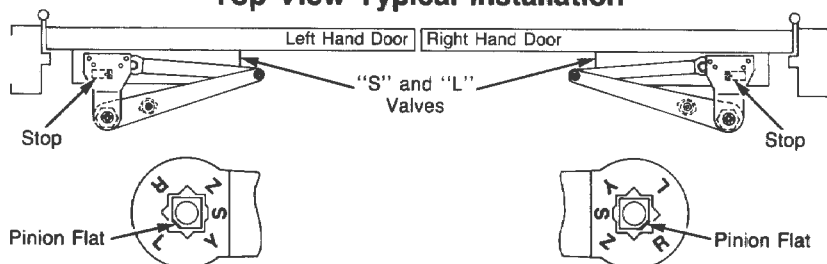 Top View Typical Installation
Left Hand Door
Right Hand Door
"S" and "L"
Valves
Stop
Stop
R
Z
S
L
Y
Pinion Flat
Y
L
S
Z
R
Pinion Flat